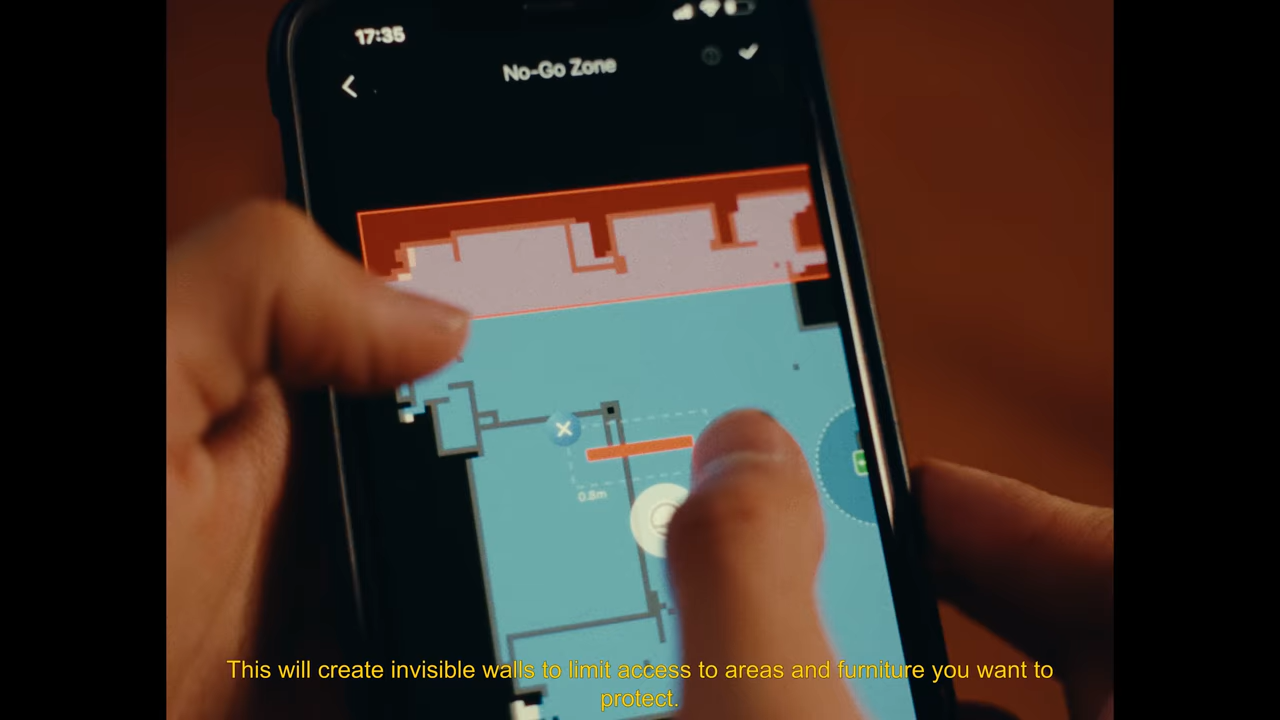 17:35
No-Go Zone
0.8m
This will create invisible walls to limit access to areas and furniture you want to
protect.